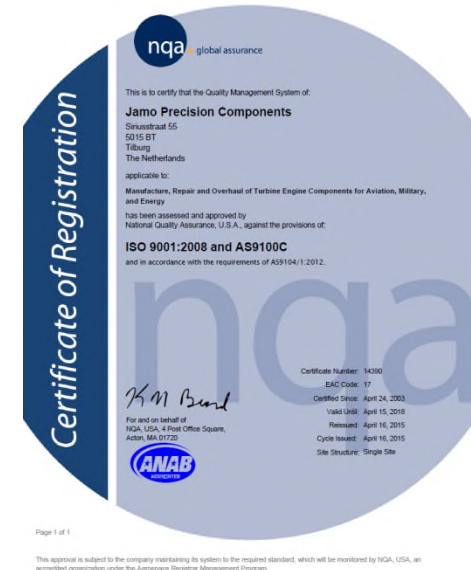 Certificate of Registration
nqa. global assurance
This is to certify that the Quality Management System of:
Jamo Precision Components
Siriusstraat 55
5015 BT
Tilburg
The Netherlands
applicable to:
Manufacture, Repair and Overhaul of Turbine Engine Components for Aviation, Military,
and Energy
has been assessed and approved by
National Quality Assurance, U.S.A., against the provisions of:
ISO 9001:2008 and AS9100C
and in accordance with the requirements of AS9104/1:2012.
nqa
Certificate Number: 14390
EAC Code: 17
Certified Since: April 24, 2003
Valid Until: April 15, 2018
Reissued: April 16, 2015
Cycle Issued: April 16, 2015
Site Structure: Single Site
For and on behalf of
NQA, USA, 4 Post Office Square,
Acton, MA 01720
ANAB
ACCREDITED
Page 1 of 1
This approval is subject to the company maintaining its system to the required standard, which will be monitored by NQA, USA, an
accredited organization under the Aerospace Registrar Management Program.